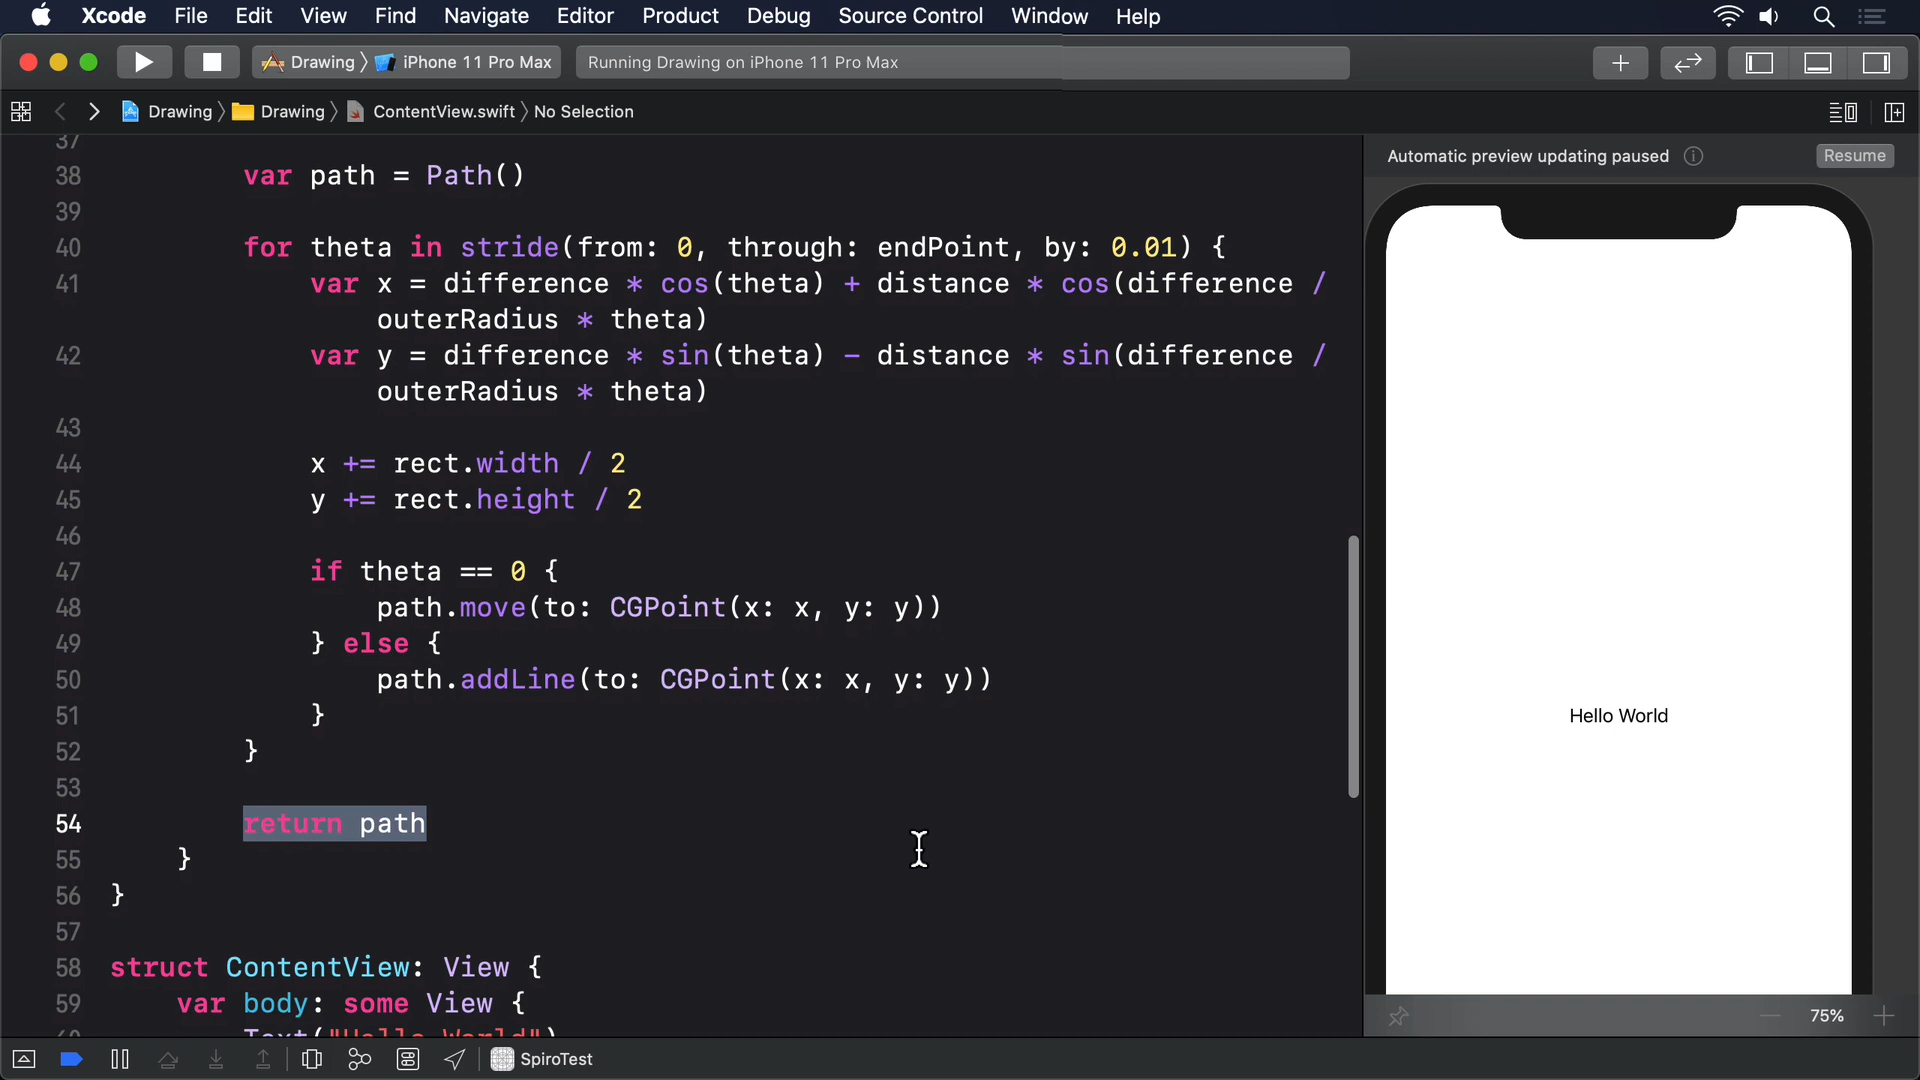 Xcode File Edit View Find Navigate Editor Product Debug Source Control Window Help
Drawing iPhone 11 Pro Max Running Drawing on iPhone 11 Pro Max
Drawing Drawing ContentView.swift No Selection
Automatic preview updating paused Resume
37
38 var path = Path()
39
40 for theta in stride(from: 0, through: endPoint, by: 0.01) {
41 var x = difference * cos(theta) + distance * cos(difference /
outerRadius * theta)
42 var y = difference * sin(theta) − distance * sin(difference /
outerRadius * theta)
43
44 x += rect.width / 2
45 y += rect.height / 2
46
47 if theta == 0 {
48 path.move(to: CGPoint(x: x, y: y))
49 } else {
50 path.addLine(to: CGPoint(x: x, y: y))
51 }
52 }
53
54 return path
55 }
56 }
57
58 struct ContentView: View {
59 var body: some View {
60 Text("Hello World")
Hello World
75%
SpiroTest